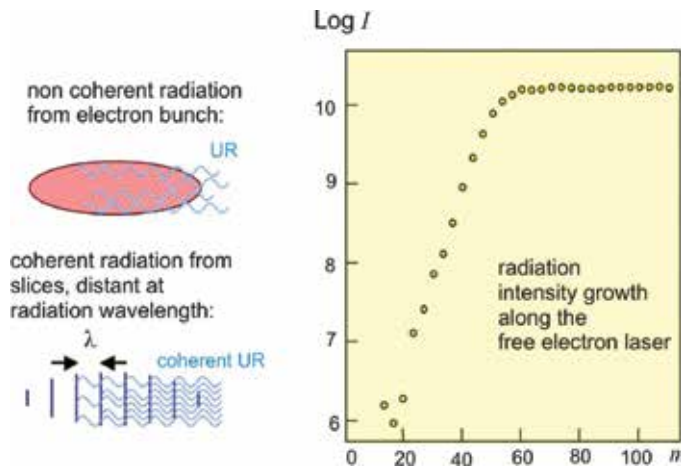 non coherent radiation
from electron bunch:
UR
coherent radiation from
slices, distant at
radiation wavelength:
λ
coherent UR
Log I
10
9
8
7
6
radiation
intensity growth
along the
free electron laser
0 20 40 60 80 100 m